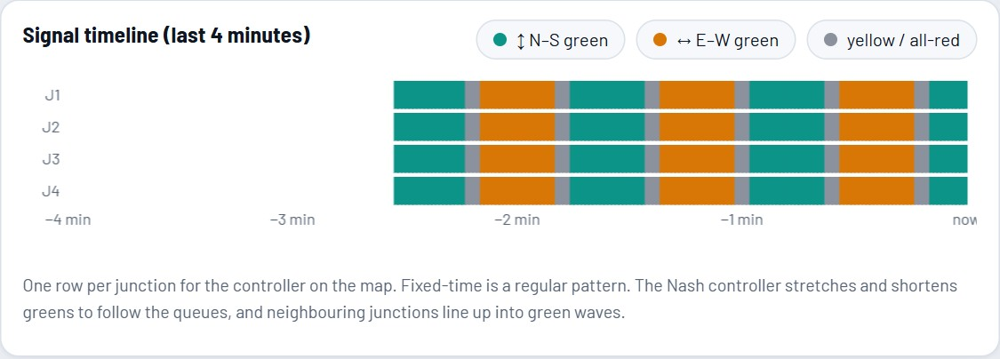 Signal timeline (last 4 minutes)
↕ N–S green
↔ E–W green
yellow / all-red
J1
J2
J3
J4
−4 min
−3 min
−2 min
−1 min
now
One row per junction for the controller on the map. Fixed-time is a regular pattern. The Nash controller stretches and shortens
greens to follow the queues, and neighbouring junctions line up into green waves.